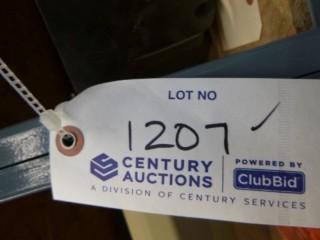 LOT NO
1207 ✓
CENTURY AUCTIONS
A DIVISION OF CENTURY SERVICES
POWERED BY
ClubBid